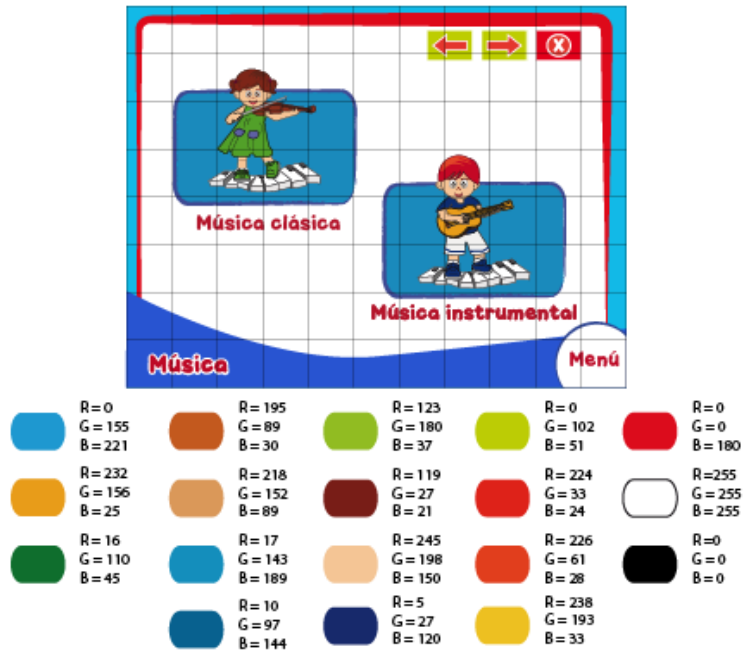 X
Música clásica
Música instrumental
Música
Menú
R= 0
G= 155
B= 221
R= 195
G= 89
B= 30
R= 123
G= 180
B= 37
R= 0
G= 102
B= 51
R= 0
G= 0
B= 180
R= 232
G= 156
B= 25
R= 218
G= 152
B= 89
R= 119
G= 27
B= 21
R= 224
G= 33
B= 24
R=255
G= 255
B= 255
R= 16
G= 110
B= 45
R= 17
G= 143
B= 189
R= 245
G= 198
B= 150
R= 226
G= 61
B= 28
R=0
G= 0
B= 0
R= 10
G= 97
B= 144
R= 5
G= 27
B= 120
R= 238
G= 193
B= 33